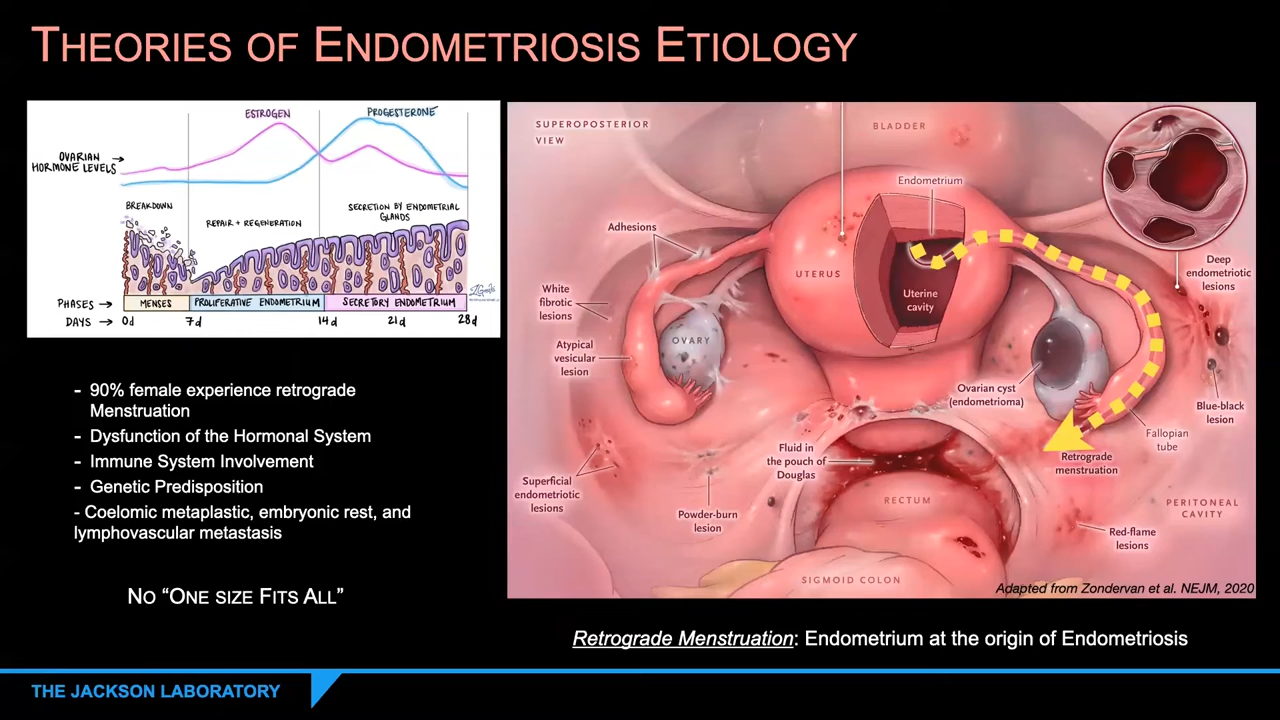 THEORIES OF ENDOMETRIOSIS ETIOLOGY
ESTROGEN
PROGESTERONE
OVARIAN
HORMONE LEVELS
BREAKDOWN
REPAIR + REGENERATION
SECRETION BY ENDOMETRIAL
GLANDS
PHASES
MENSES
PROLIFERATIVE ENDOMETRIUM
SECRETORY ENDOMETRIUM
DAYS
0d
7d
14d
21d
28d
- 90% female experience retrograde
Menstruation
- Dysfunction of the Hormonal System
- Immune System Involvement
- Genetic Predisposition
- Coelomic metaplastic, embryonic rest, and
lymphovascular metastasis
NO “ONE SIZE FITS ALL”
SUPEROPOSTERIOR
VIEW
BLADDER
Endometrium
Adhesions
UTERUS
Uterine
cavity
Deep
endometriotic
lesions
White
fibrotic
lesions
Atypical
vesicular
lesion
OVARY
Ovarian cyst
(endometrioma)
Blue-black
lesion
Fallopian
tube
Retrograde
menstruation
Fluid in
the pouch of
Douglas
Superficial
endometriotic
lesions
Powder-burn
lesion
RECTUM
PERITONEAL
CAVITY
Red-flame
lesions
SIGMOID COLON
Adapted from Zondervan et al. NEJM, 2020
Retrograde Menstruation: Endometrium at the origin of Endometriosis
THE JACKSON LABORATORY